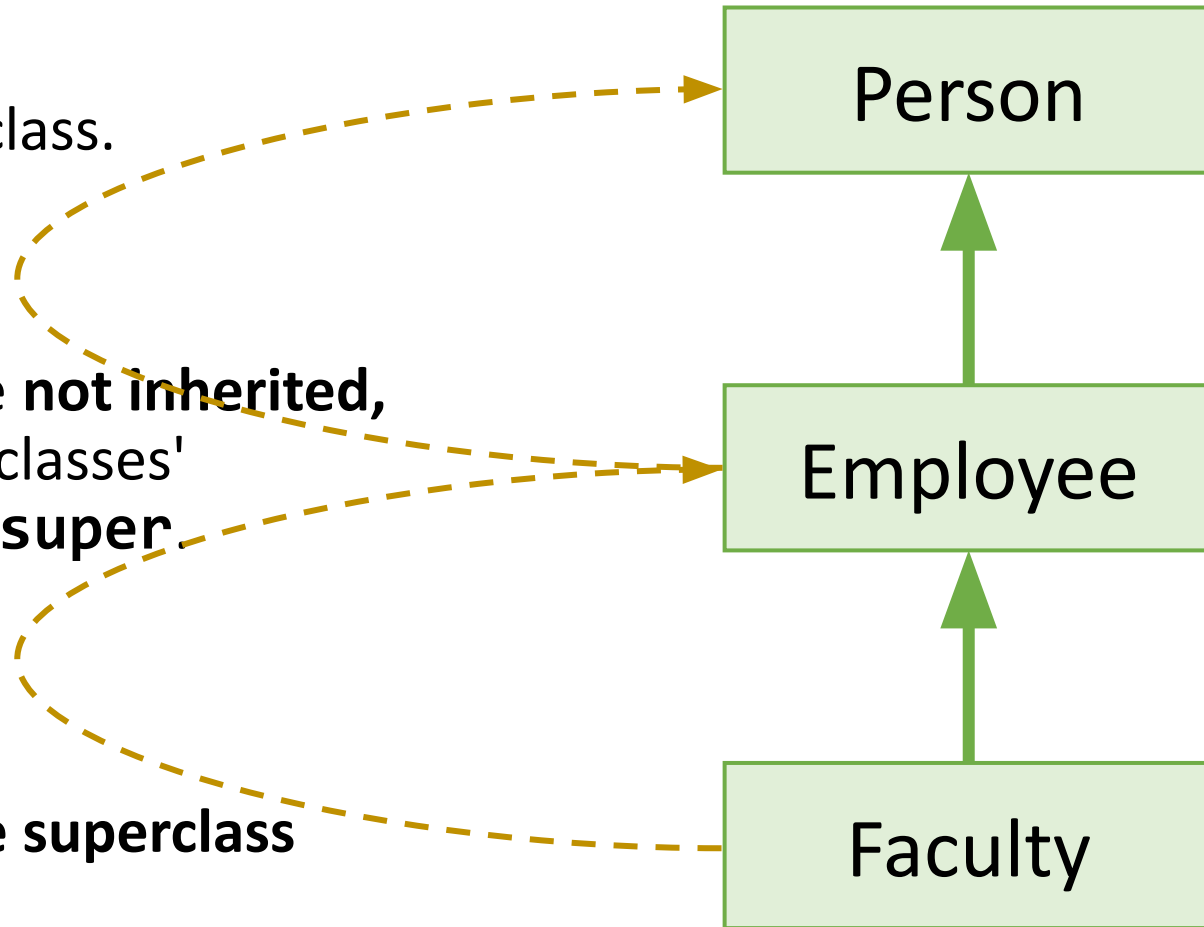 class.
e not inherited,
classes'
super.
e superclass
Person
Employee
Faculty